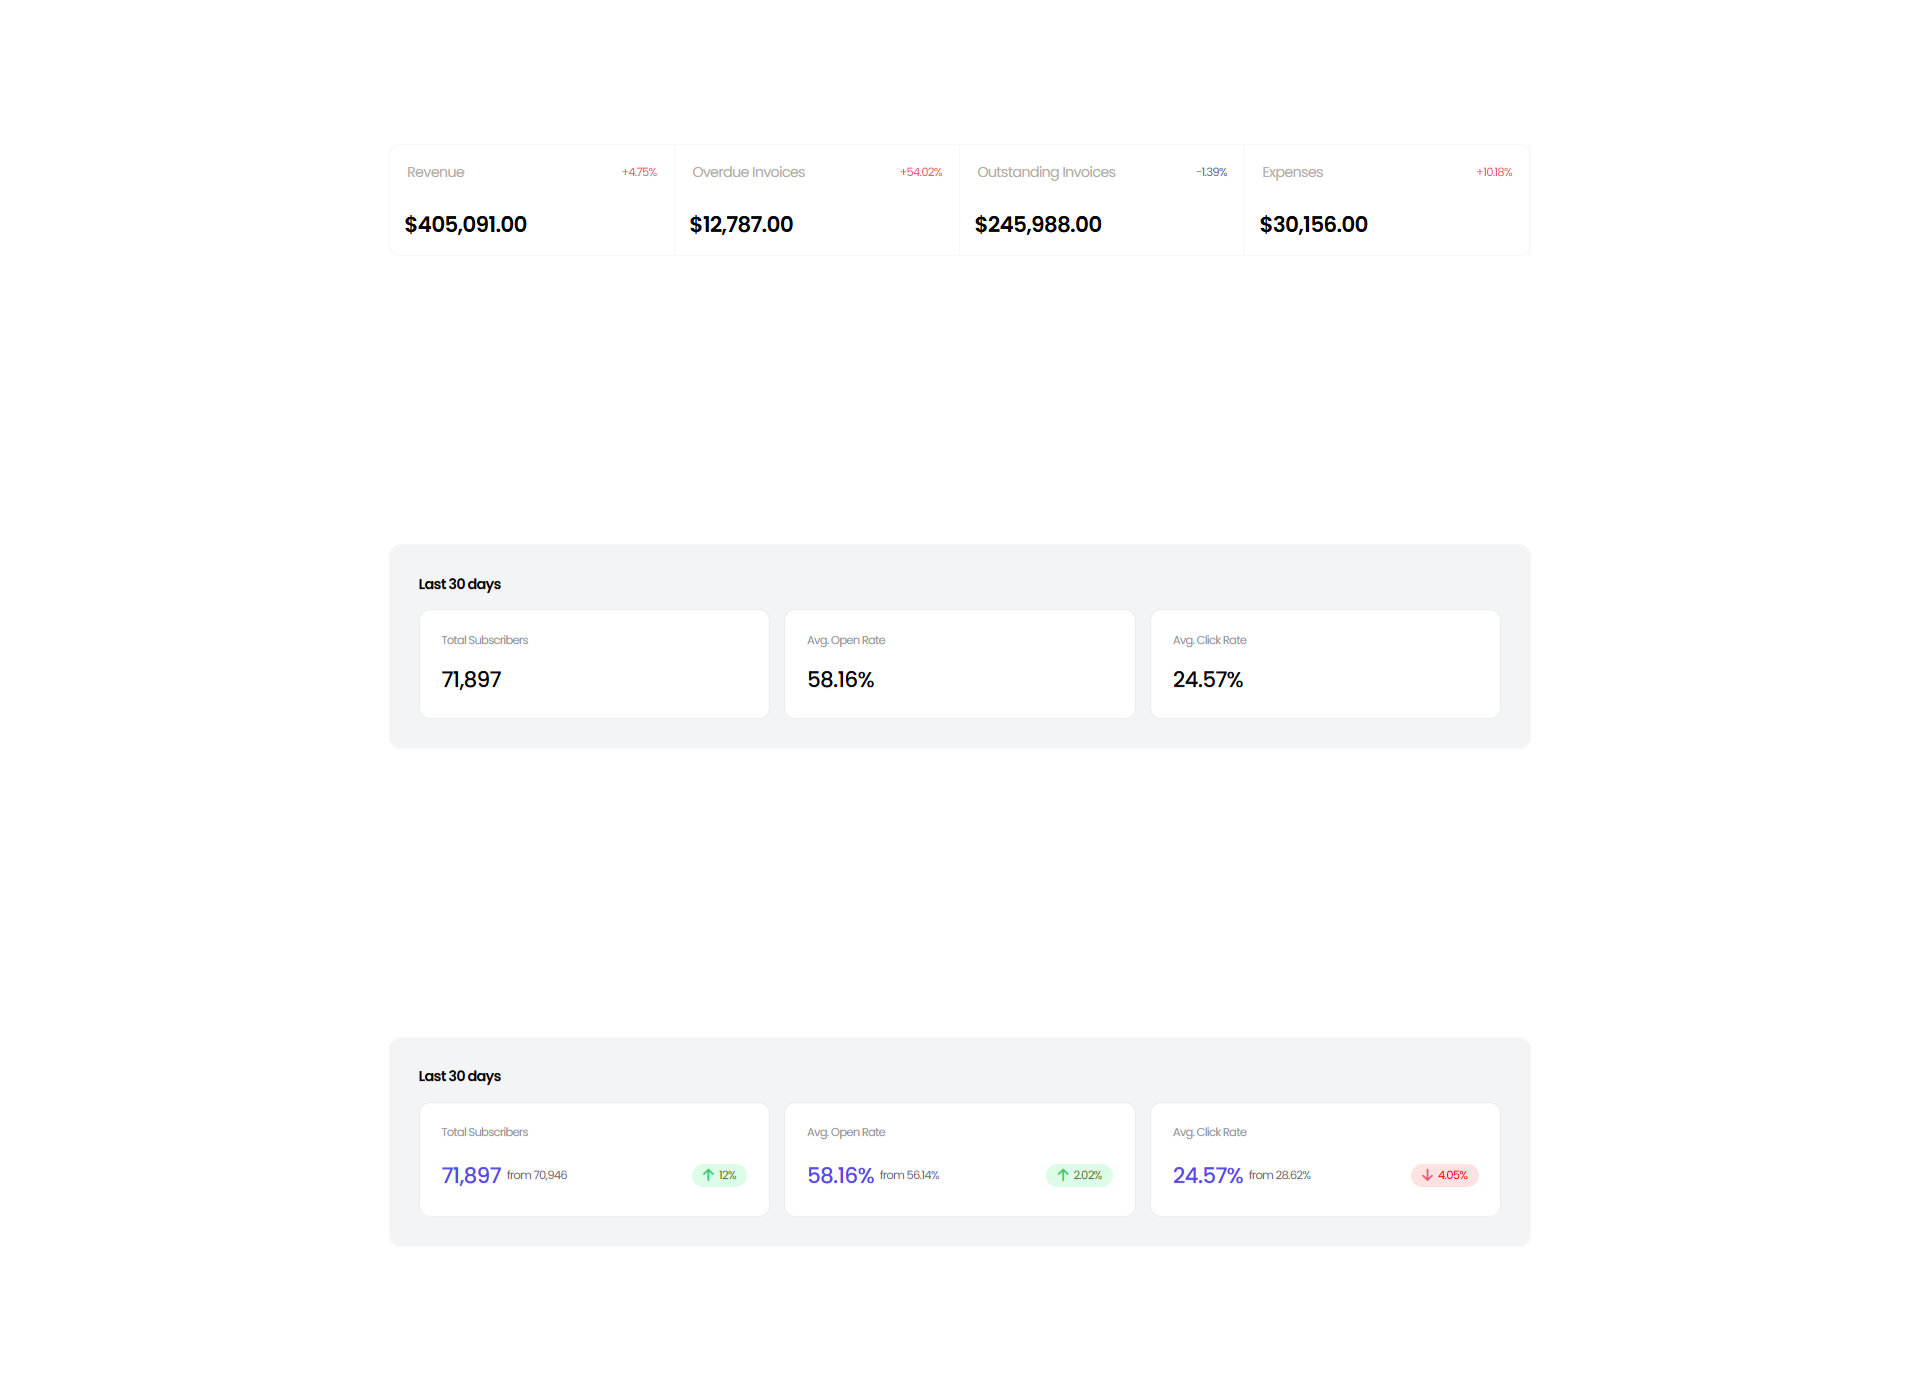 Revenue +4.75% Overdue Invoices +54.02% Outstanding Invoices -1.39% Expenses +10.18%
$405,091.00 $12,787.00 $245,988.00 $30,156.00
Last 30 days
Total Subscribers Avg. Open Rate Avg. Click Rate
71,897 58.16% 24.57%
Last 30 days
Total Subscribers Avg. Open Rate Avg. Click Rate
71,897 from 70,946 12% 58.16% from 56.14% 2.02% 24.57% from 28.62% 4.05%